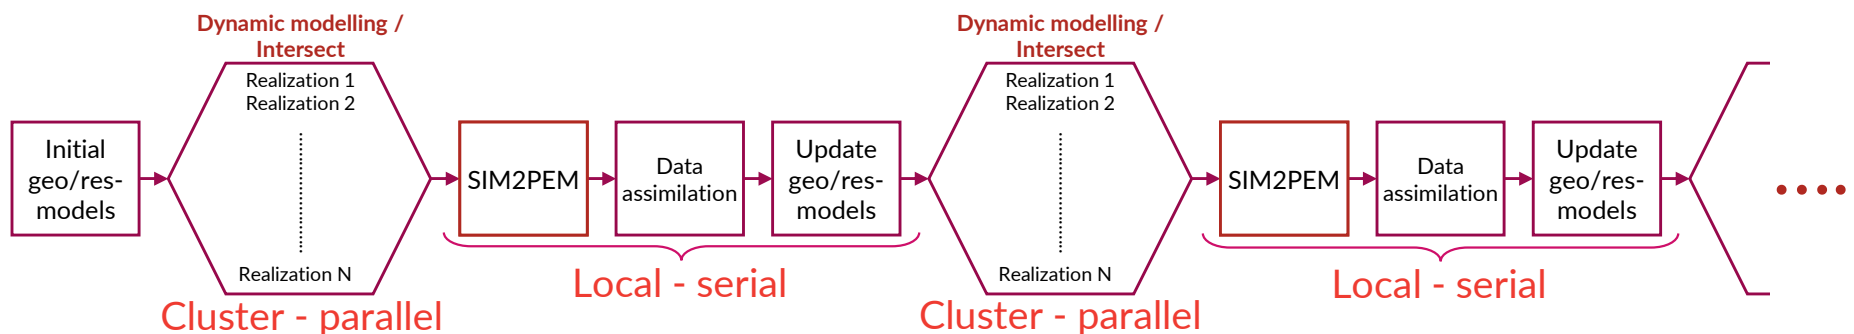 Dynamic modelling /
Intersect
Realization 1
Realization 2
Realization N
Cluster - parallel
Initial
geo/res-
models
SIM2PEM
Data
assimilation
Update
geo/res-
models
Local - serial
Dynamic modelling /
Intersect
Realization 1
Realization 2
Realization N
Cluster - parallel
SIM2PEM
Data
assimilation
Update
geo/res-
models
Local - serial